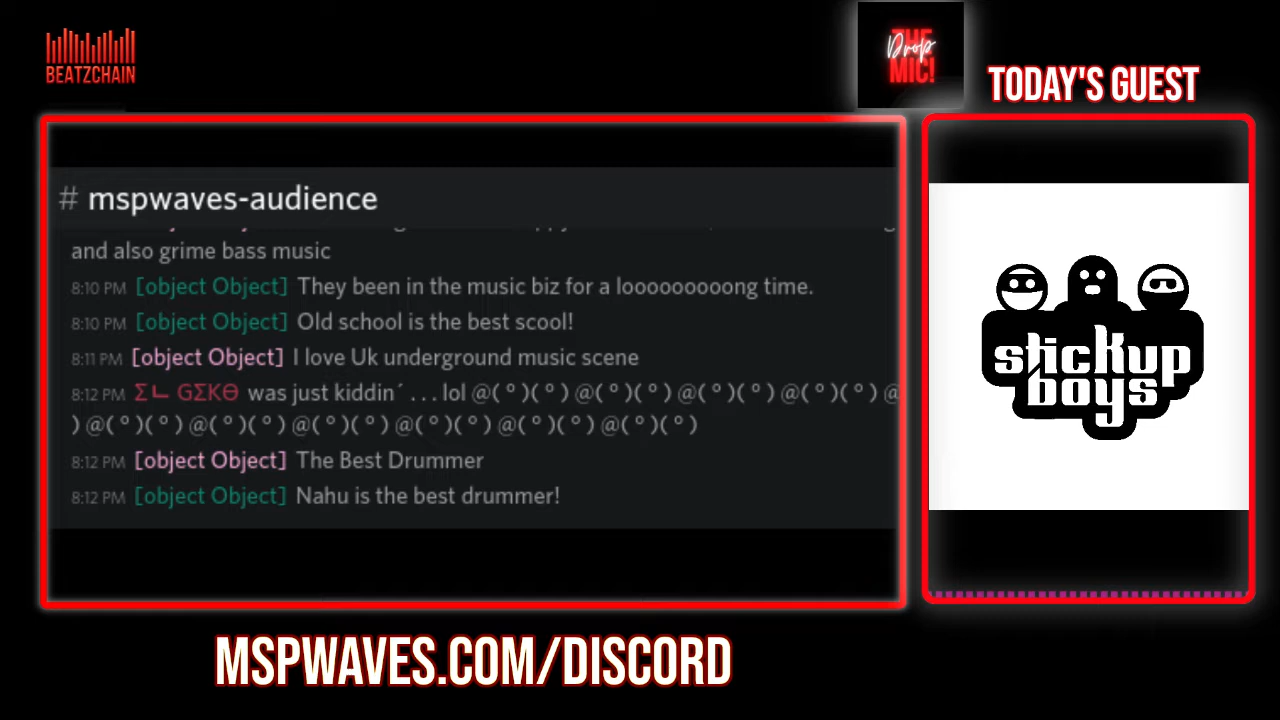 BEATZCHAIN
THE
Drop
MIC!
TODAY'S GUEST
# mspwaves-audience
and also grime bass music
8:10 PM [object Object] They been in the music biz for a looooooooong time.
8:10 PM [object Object] Old school is the best scool!
8:11 PM [object Object] I love Uk underground music scene
8:12 PM ΣㄴGΣKΘ was just kiddin´ . . . lol @( º )( º ) @( º )( º ) @( º )( º ) @( º )( º ) @
) @( º )( º ) @( º )( º ) @( º )( º ) @( º )( º ) @( º )( º ) @( º )( º )
8:12 PM [object Object] The Best Drummer
8:12 PM [object Object] Nahu is the best drummer!
stickup
boys
MSPWAVES.COM/DISCORD